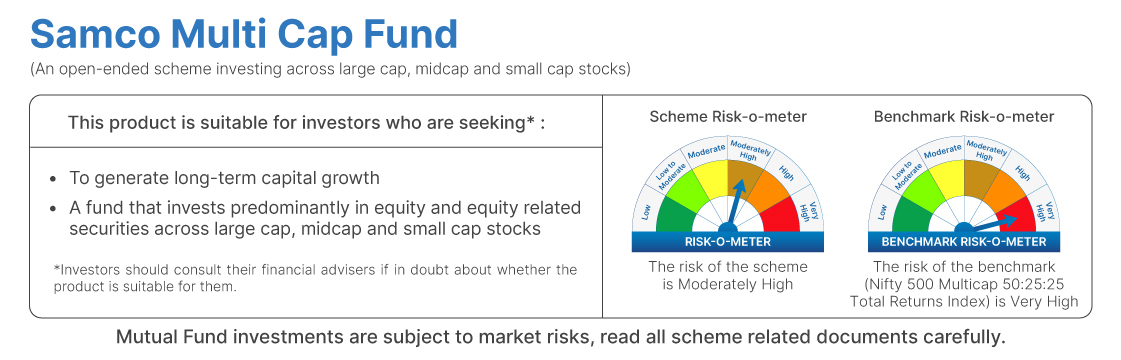 Samco Multi Cap Fund
(An open-ended scheme investing across large cap, midcap and small cap stocks)
This product is suitable for investors who are seeking* :
• To generate long-term capital growth
• A fund that invests predominantly in equity and equity related
securities across large cap, midcap and small cap stocks
*Investors should consult their financial advisers if in doubt about whether the
product is suitable for them.
Scheme Risk-o-meter
Low
Low to
Moderate
Moderate
Moderately
High
High
Very
High
RISK-O-METER
The risk of the scheme
is Moderately High
Benchmark Risk-o-meter
Low
Low to
Moderate
Moderate
Moderately
High
High
Very
High
BENCHMARK RISK-O-METER
The risk of the benchmark
(Nifty 500 Multicap 50:25:25
Total Returns Index) is Very High
Mutual Fund investments are subject to market risks, read all scheme related documents carefully.